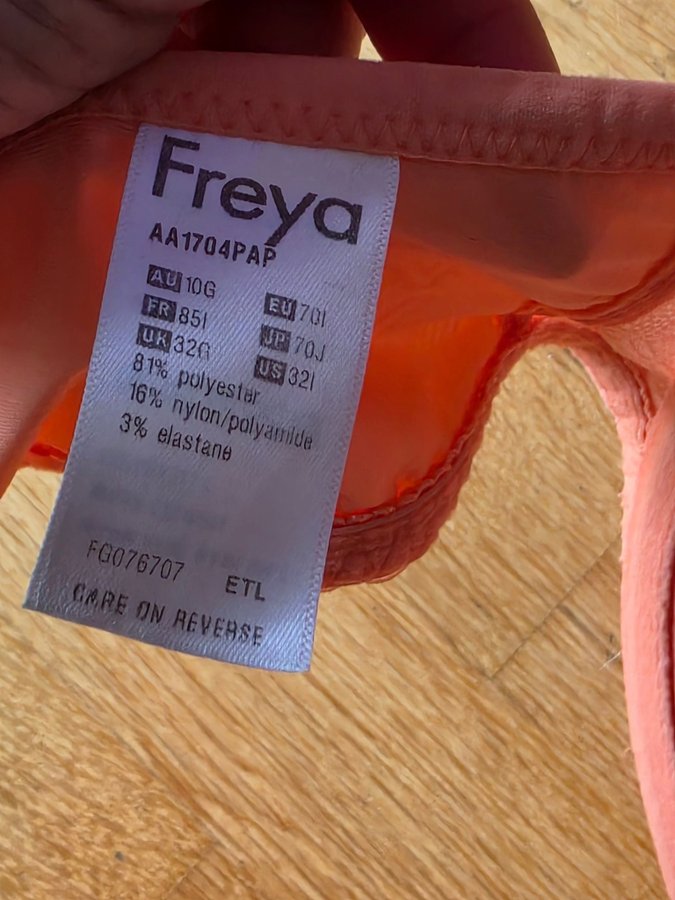 Freya
AA1704PAP
AU 10G EU 70I
FR 85I JP 70J
UK 32G US 32I
81% polyester
16% nylon/polyamide
3% elastane
FG076707 ETL
CARE ON REVERSE